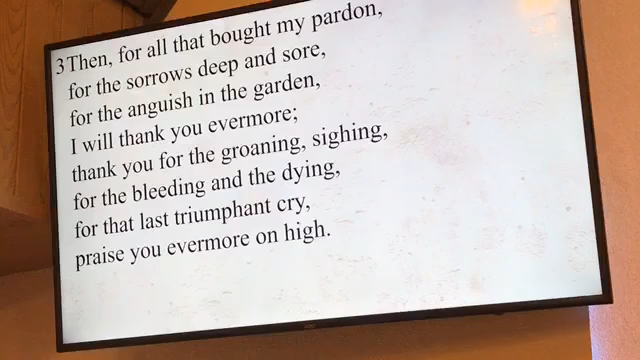 3 Then, for all that bought my pardon,
for the sorrows deep and sore,
for the anguish in the garden,
I will thank you evermore;
thank you for the groaning, sighing,
for the bleeding and the dying,
for that last triumphant cry,
praise you evermore on high.